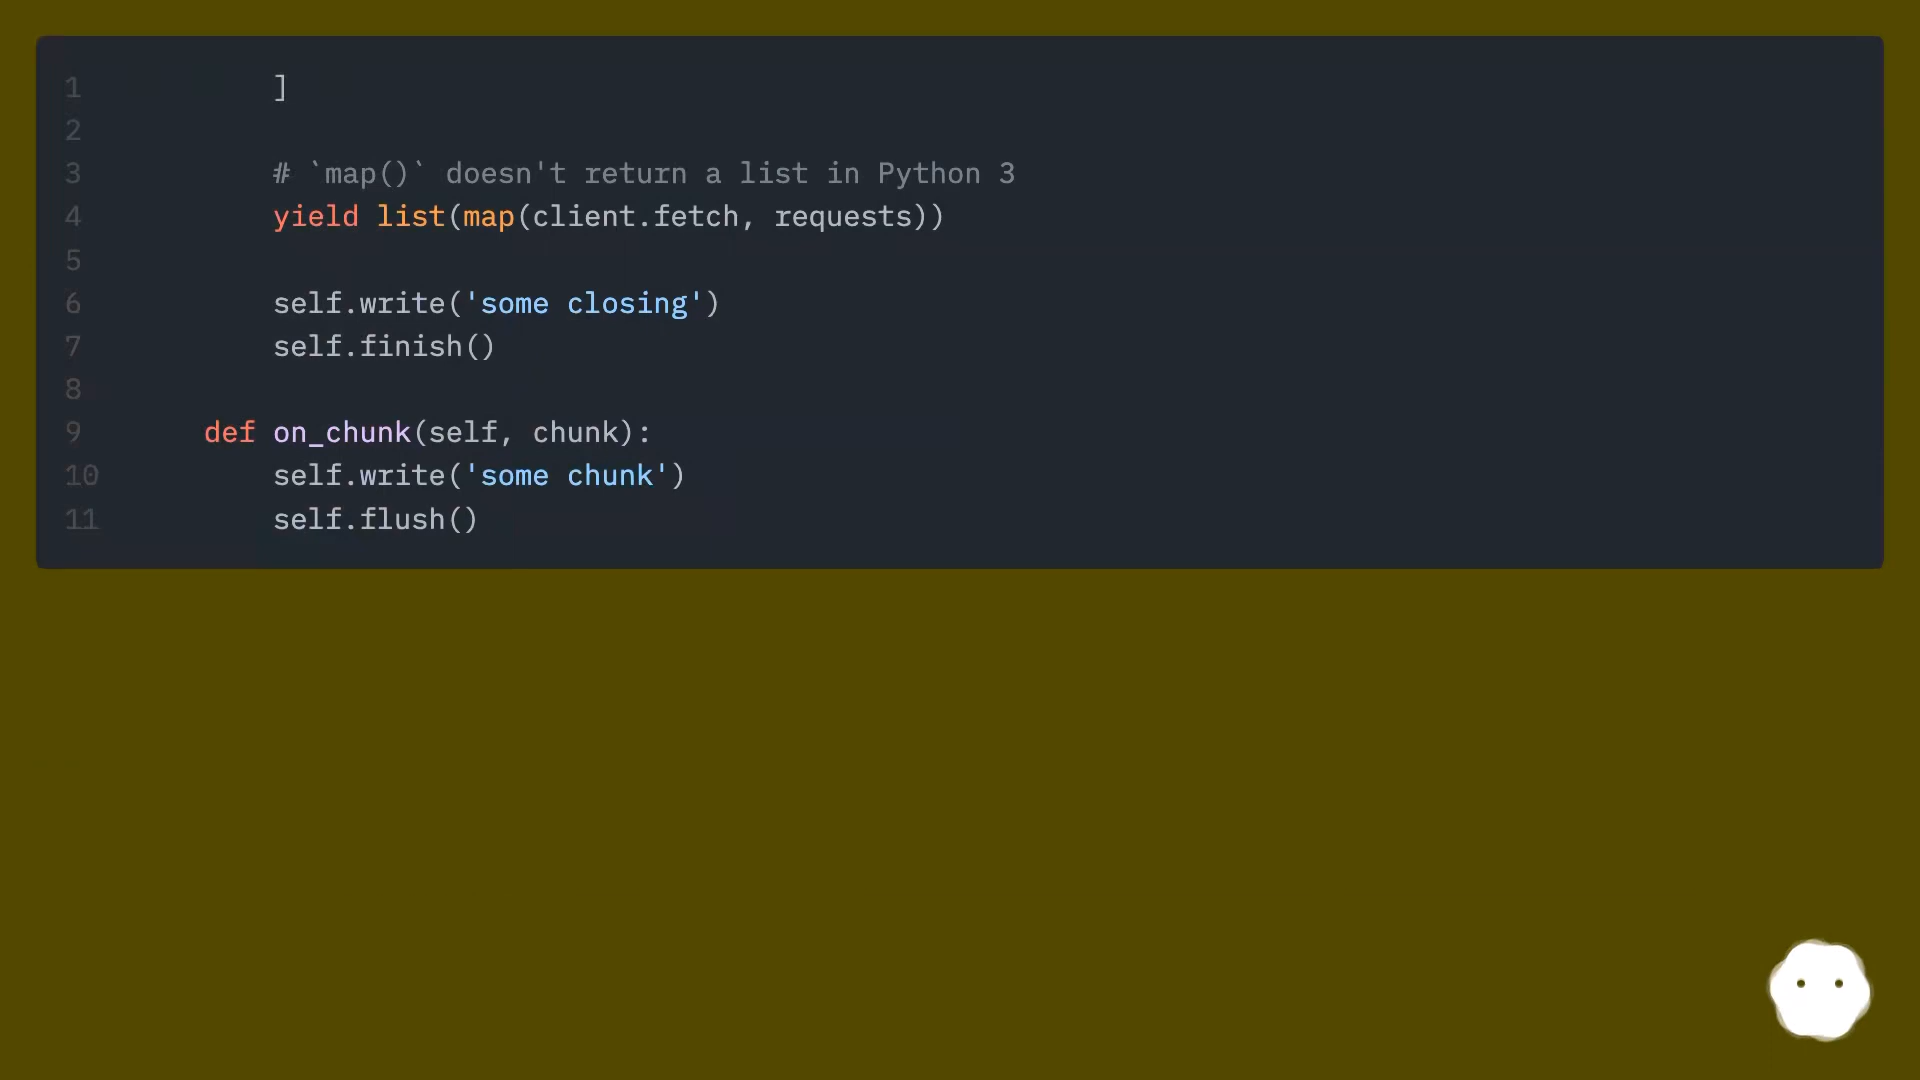 1 ]
2
3 # `map()` doesn't return a list in Python 3
4 yield list(map(client.fetch, requests))
5
6 self.write('some closing')
7 self.finish()
8
9 def on_chunk(self, chunk):
10 self.write('some chunk')
11 self.flush()